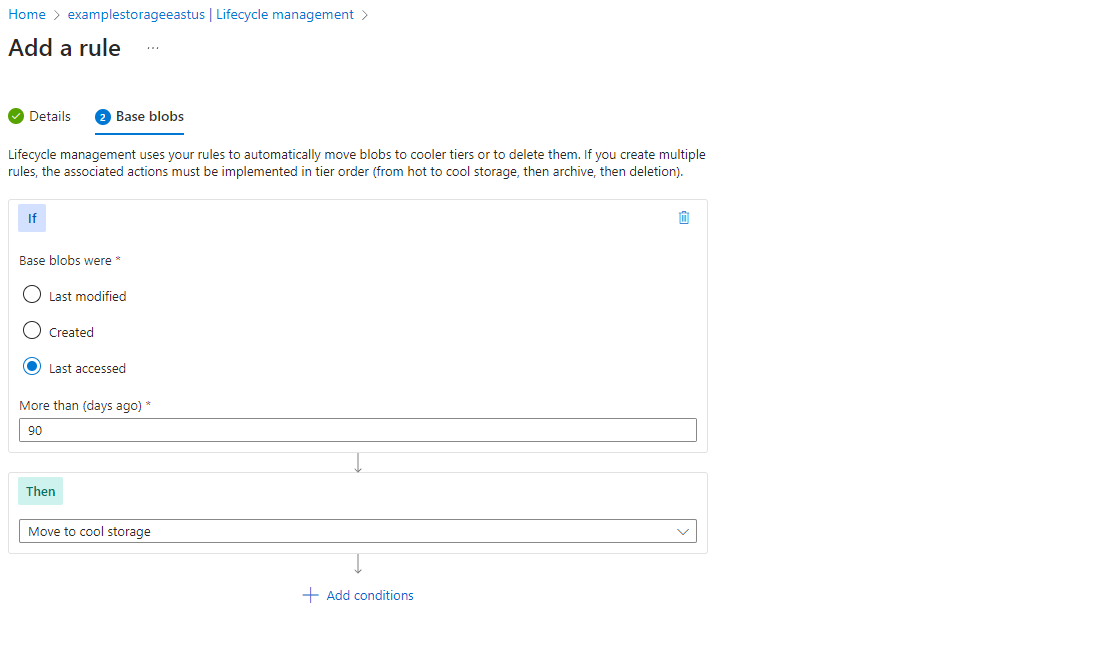 Home > examplestorageeastus | Lifecycle management >
Add a rule ...
Details
2 Base blobs
Lifecycle management uses your rules to automatically move blobs to cooler tiers or to delete them. If you create multiple
rules, the associated actions must be implemented in tier order (from hot to cool storage, then archive, then deletion).
If
Base blobs were *
Last modified
Created
Last accessed
More than (days ago) *
90
Then
Move to cool storage
Add conditions